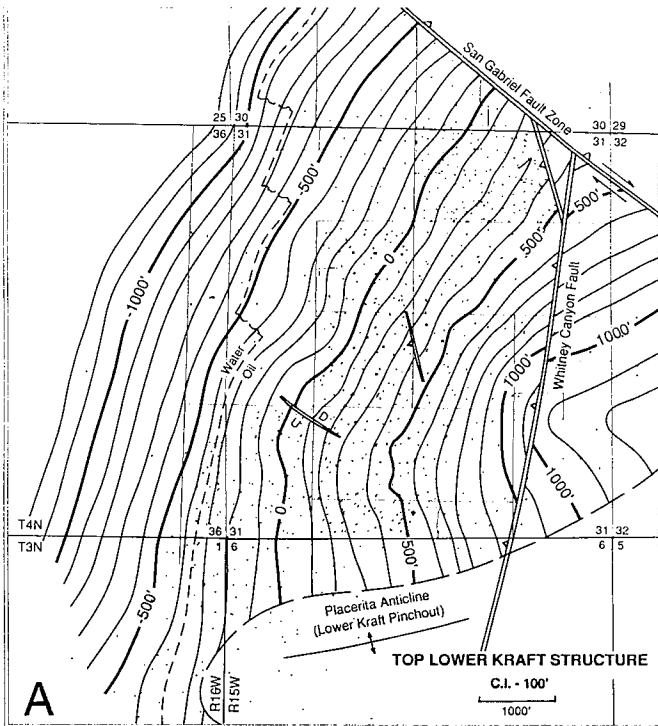 San Gabriel Fault Zone
25 30
36 31
30 29
31 32
-500'
500'
-1000'
0
500'
Whitney Canyon Fault
1000'
1000'
Water
Oil
D
U
1000'
T4N
T3N
36 31
1 6
31 32
6 5
0
500'
-500'
Placerita Anticline
(Lower Kraft Pinchout)
TOP LOWER KRAFT STRUCTURE
C.I. - 100'
1000'
R16W
R15W
A